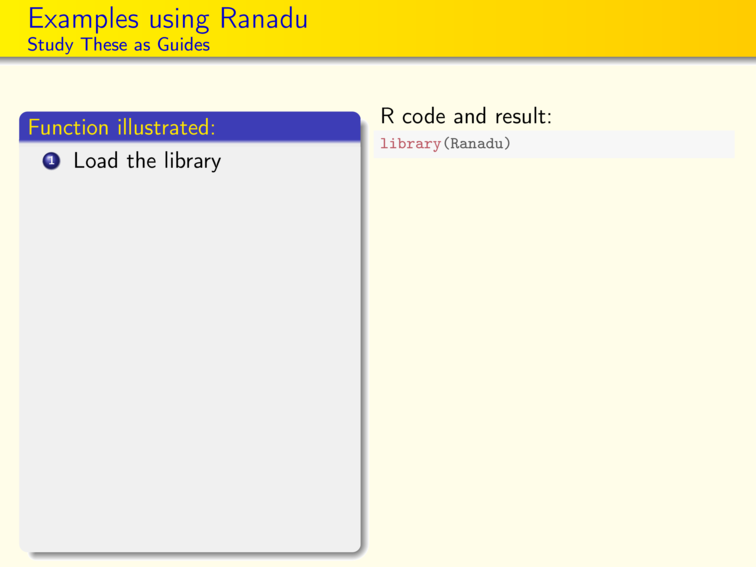 Examples using Ranadu
Study These as Guides
Function illustrated:
1 Load the library
R code and result:
library(Ranadu)